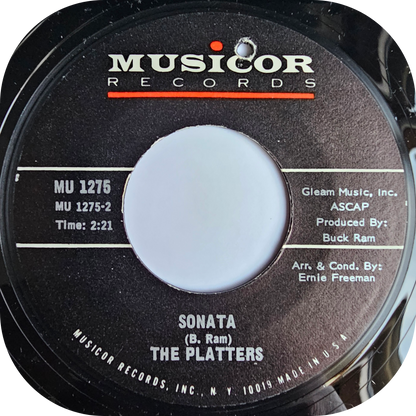 MUSICOR
RECORDS
MU 1275
MU 1275-2
Time: 2:21
Gleam Music, Inc.
ASCAP
Produced By:
Buck Ram
Arr. & Cond. By:
Ernie Freeman
SONATA
(B. Ram)
THE PLATTERS
MUSICOR RECORDS, INC., N. Y. 10019 MADE IN U.S.A.